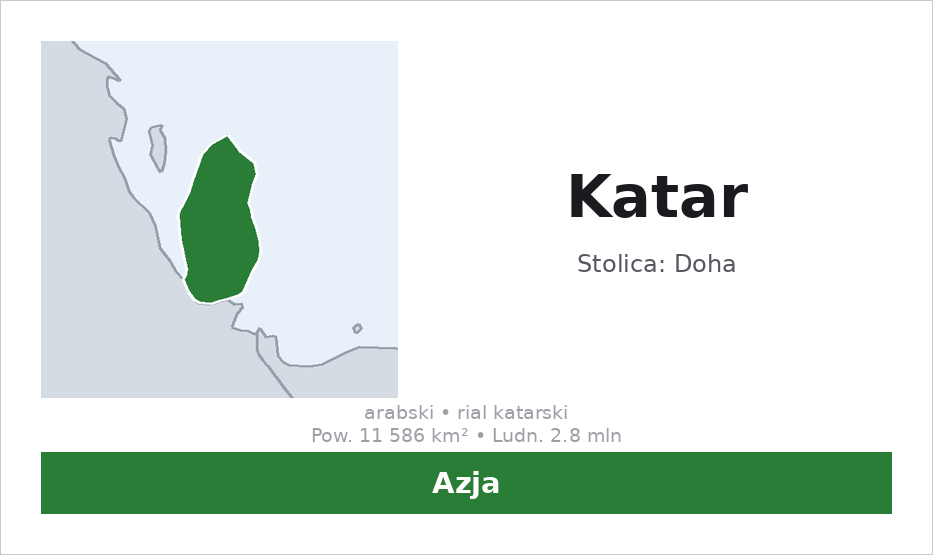 Katar
Stolica: Doha
arabski • rial katarski
Pow. 11 586 km² • Ludn. 2.8 mln
Azja